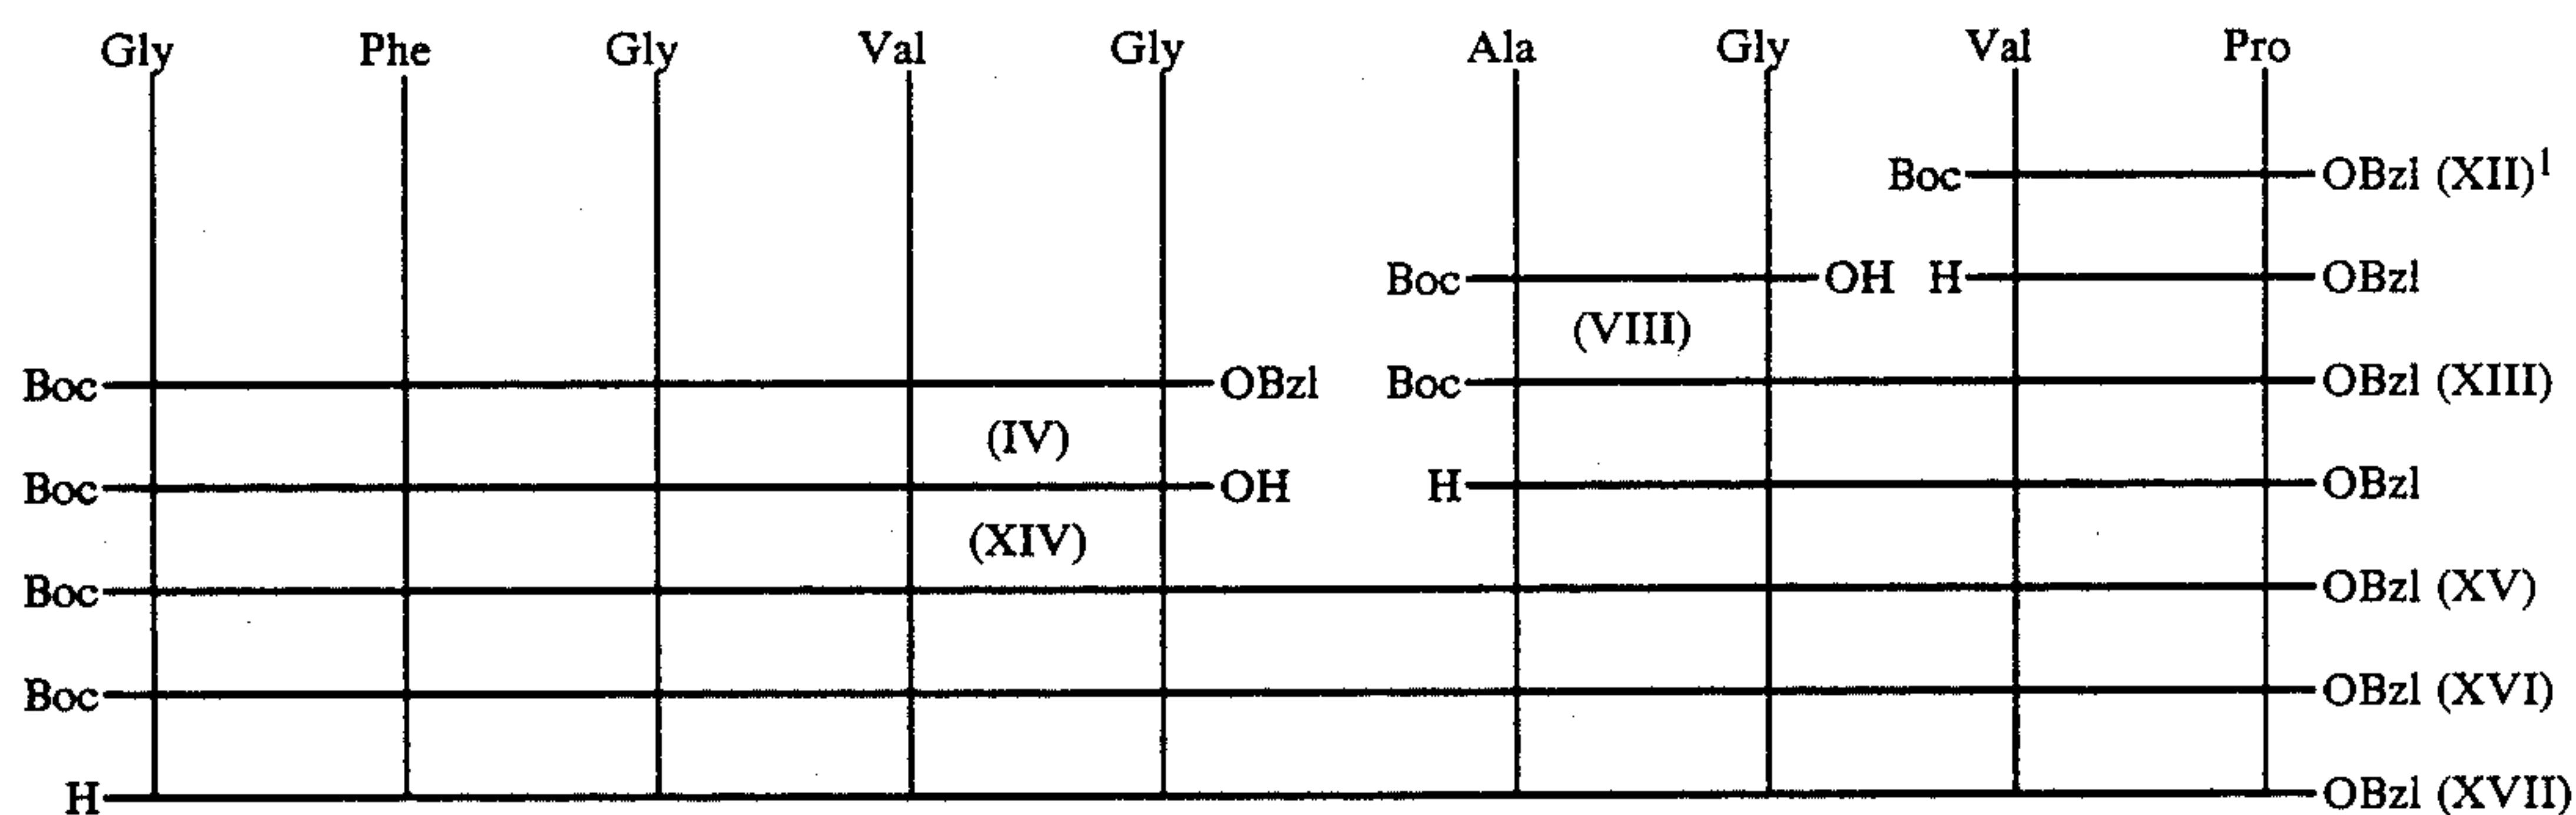 Gly Phe Gly Val Gly Ala Gly Val Pro
Boc OBzl (XII)1
Boc OH H OBzl
(VIII)
Boc OBzl Boc OBzl (XIII)
(IV)
Boc OH H OBzl
(XIV)
Boc OBzl (XV)
Boc OBzl (XVI)
H OBzl (XVII)